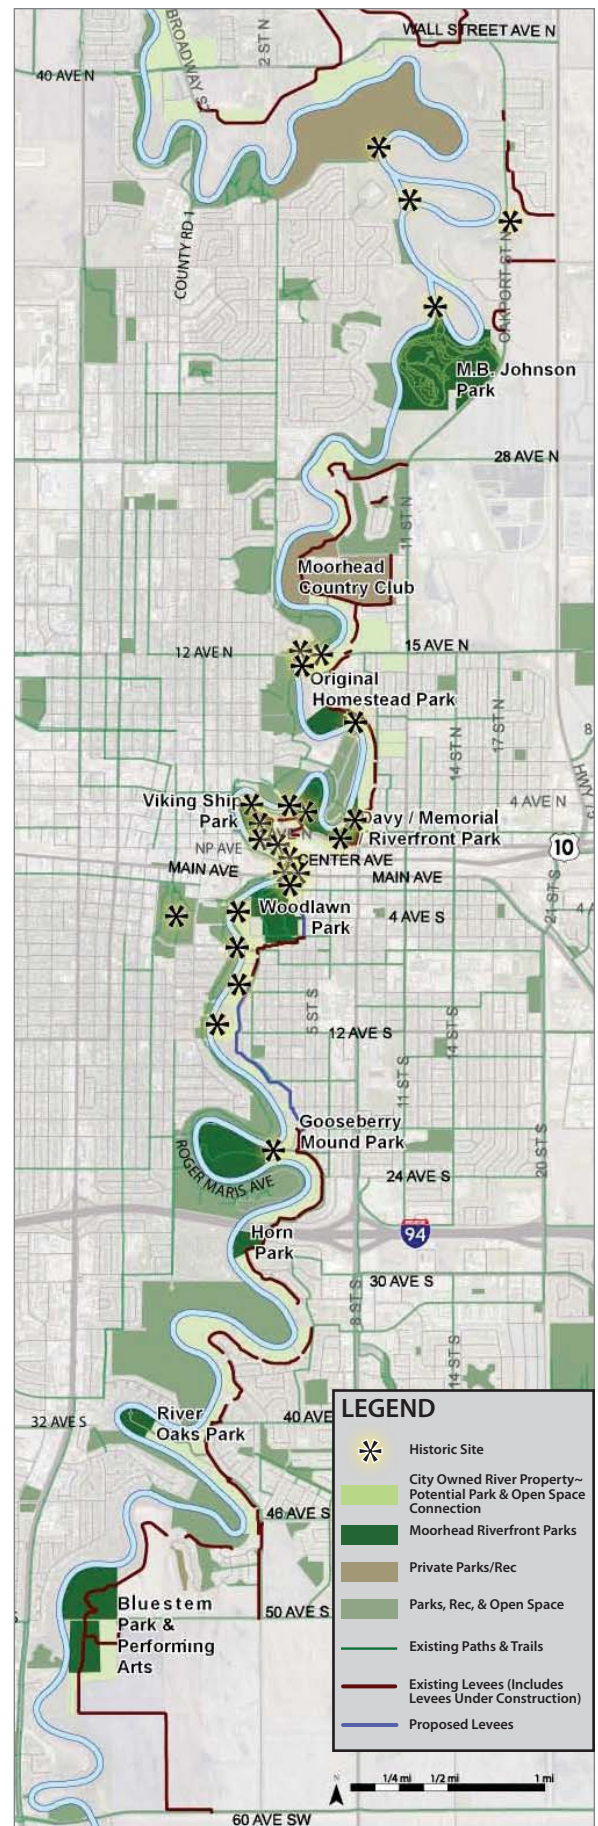 WALL STREET AVE N
BROADWAY ST
2 ST N
40 AVE N
COUNTY RD 1
OAKPORT ST N
M.B. Johnson
Park
28 AVE N
11 ST N
Moorhead
Country Club
12 AVE N
15 AVE N
Original
Homestead Park
14 ST N
17 ST N
8
HWY
Viking Ship
Park
4 AVE N
Davy / Memorial
/ Riverfront Park
NP AVE
CENTER AVE
10
MAIN AVE
MAIN AVE
Woodlawn
Park
4 AVE S
21 ST S
5 ST S
12 AVE S
14 ST S
11 ST S
Gooseberry
Mound Park
20 ST S
ROGER MARIS AVE
24 AVE S
Horn
Park
94
30 AVE S
8 ST S
14 ST S
River
Oaks Park
32 AVE S
40 AVE
46 AVE S
50 AVE S
Bluestem
Park &
Performing
Arts
LEGEND
Historic Site
City Owned River Property~
Potential Park & Open Space
Connection
Moorhead Riverfront Parks
Private Parks/Rec
Parks, Rec, & Open Space
Existing Paths & Trails
Existing Levees (Includes
Levees Under Construction)
Proposed Levees
N
1/4 mi 1/2 mi 1 mi
60 AVE SW